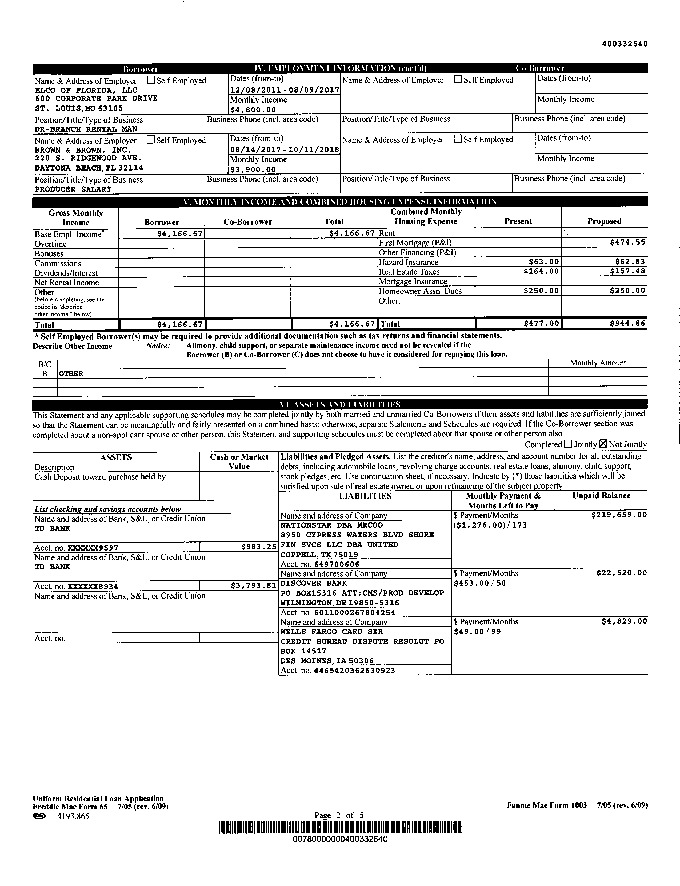 400332640
Borrower IV. EMPLOYMENT INFORMATION (cont'd) Co-Borrower
Name & Address of Employer Self Employed Dates (from-to) Name & Address of Employer Self Employed Dates (from-to)
ELCO OF FLORIDA, LLC 12/08/2011-08/09/2017
600 CORPORATE PARK DRIVE Monthly Income Monthly Income
ST. LOUIS, MO 63105 $4,800.00
Position/Title/Type of Business Business Phone (incl. area code) Position/Title/Type of Business Business Phone (incl. area code)
DR-BRANCH RENTAL MAN
Name & Address of Employer Self Employed Dates (from-to) Name & Address of Employer Self Employed Dates (from-to)
BROWN & BROWN, INC. 08/14/2017-10/11/2018
220 S. RIDGEWOOD AVE. Monthly Income Monthly Income
DAYTONA BEACH, FL 32114 $3,900.00
Position/Title/Type of Business Business Phone (incl. area code) Position/Title/Type of Business Business Phone (incl. area code)
PRODUCER SALARY
V. MONTHLY INCOME AND COMBINED HOUSING EXPENSE INFORMATION
Gross Monthly Income Borrower Co-Borrower Total Combined Monthly Housing Expense Present Proposed
Base Empl. Income* $4,166.67 $4,166.67 Rent
Overtime First Mortgage (P&I) $474.55
Bonuses Other Financing (P&I)
Commissions Hazard Insurance $63.00 $62.83
Dividends/Interest Real Estate Taxes $164.00 $157.48
Net Rental Income Mortgage Insurance
Other Homeowner Assn. Dues $250.00 $250.00
(before completing, see the notice in "describe other income" below) Other:
Total $4,166.67 $4,166.67 Total $477.00 $944.86
* Self Employed Borrower(s) may be required to provide additional documentation such as tax returns and financial statements.
Describe Other Income Notice: Alimony, child support, or separate maintenance income need not be revealed if the
Borrower (B) or Co-Borrower (C) does not choose to have it considered for repaying this loan.
B/C Monthly Amount
B OTHER
VI. ASSETS AND LIABILITIES
This Statement and any applicable supporting schedules may be completed jointly by both married and unmarried Co-Borrowers if their assets and liabilities are sufficiently joined
so that the Statement can be meaningfully and fairly presented on a combined basis; otherwise, separate Statements and Schedules are required. If the Co-Borrower section was
completed about a non-applicant spouse or other person, this Statement and supporting schedules must be completed about that spouse or other person also.
Completed Jointly Not Jointly
ASSETS Cash or Market Value
Description
Cash Deposit toward purchase held by
List checking and savings accounts below
Name and address of Bank, S&L, or Credit Union
TD BANK
Acct. no. XXXXXX9597 $983.25
Name and address of Bank, S&L, or Credit Union
TD BANK
Acct. no. XXXXXX8934 $3,793.81
Name and address of Bank, S&L, or Credit Union
Acct. no.
Liabilities and Pledged Assets. List the creditor's name, address, and account number for all outstanding
debts, including automobile loans, revolving charge accounts, real estate loans, alimony, child support,
stock pledges, etc. Use continuation sheet, if necessary. Indicate by (*) those liabilities which will be
satisfied upon sale of real estate owned or upon refinancing of the subject property.
LIABILITIES Monthly Payment & Months Left to Pay Unpaid Balance
Name and address of Company $ Payment/Months $219,659.00
NATIONSTAR DBA MRCOO ($1,276.00)/173
8950 CYPRESS WATERS BLVD SHORE
FIN SVCS LLC DBA UNITED
COPPELL, TX 75019
Acct. no. 649700606
Name and address of Company $ Payment/Months $22,520.00
DISCOVER BANK $453.00/50
PO BOX15316 ATT:CMS/PROD DEVELOP
WILMINGTON, DE 19850-5316
Acct. no. 6011000267804254
Name and address of Company $ Payment/Months $4,829.00
WELLS FARGO CARD SER $49.00/99
CREDIT BUREAU DISPUTE RESOLUT PO
BOX 14517
DES MOINES, IA 50306
Acct. no. 4465420362630923
Uniform Residential Loan Application
Freddie Mac Form 65 7/05 (rev. 6/09) Fannie Mae Form 1003 7/05 (rev. 6/09)
4193.865 Page 2 of 5
00780000000400332640